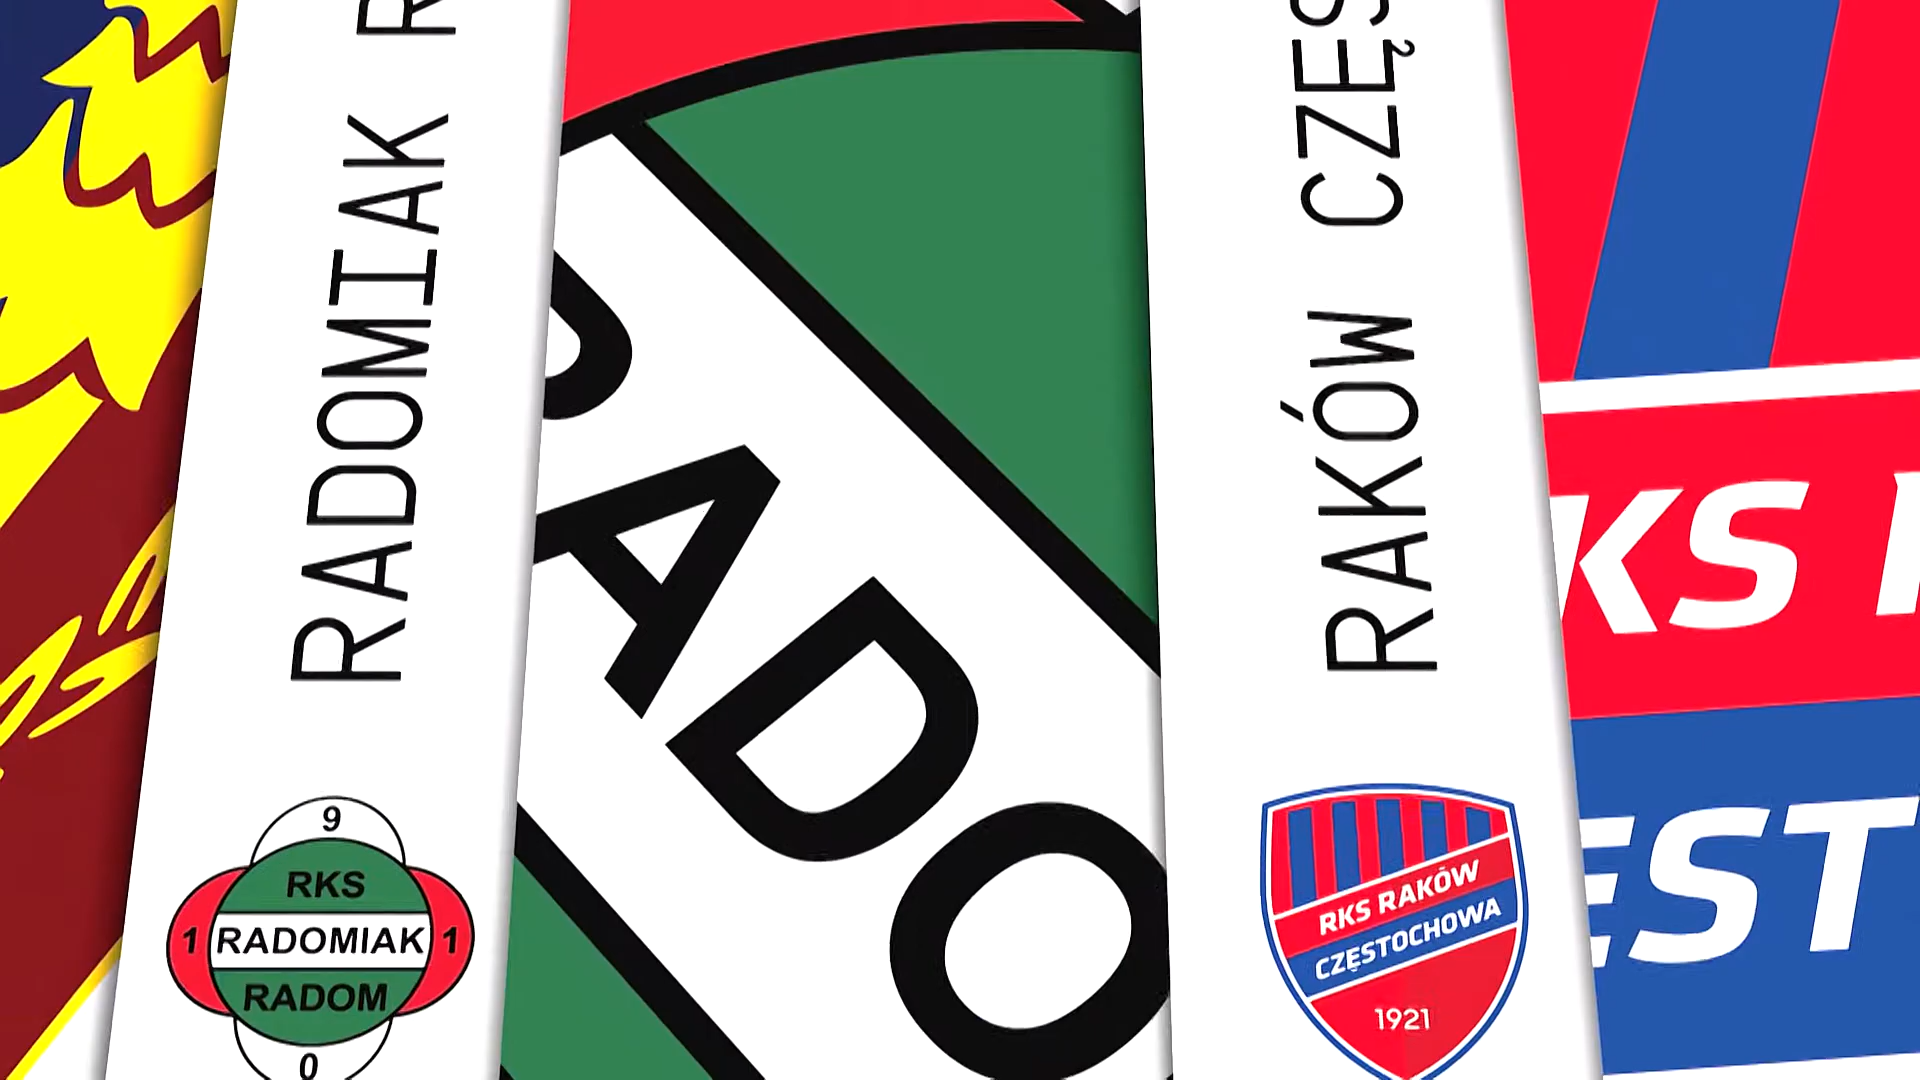 RADOMIAK R
9
RKS
1 RADOMIAK 1
RADOM
0
RADO
RAKÓW CZĘS
RKS RAKÓW
CZĘSTOCHOWA
1921
KS
EST